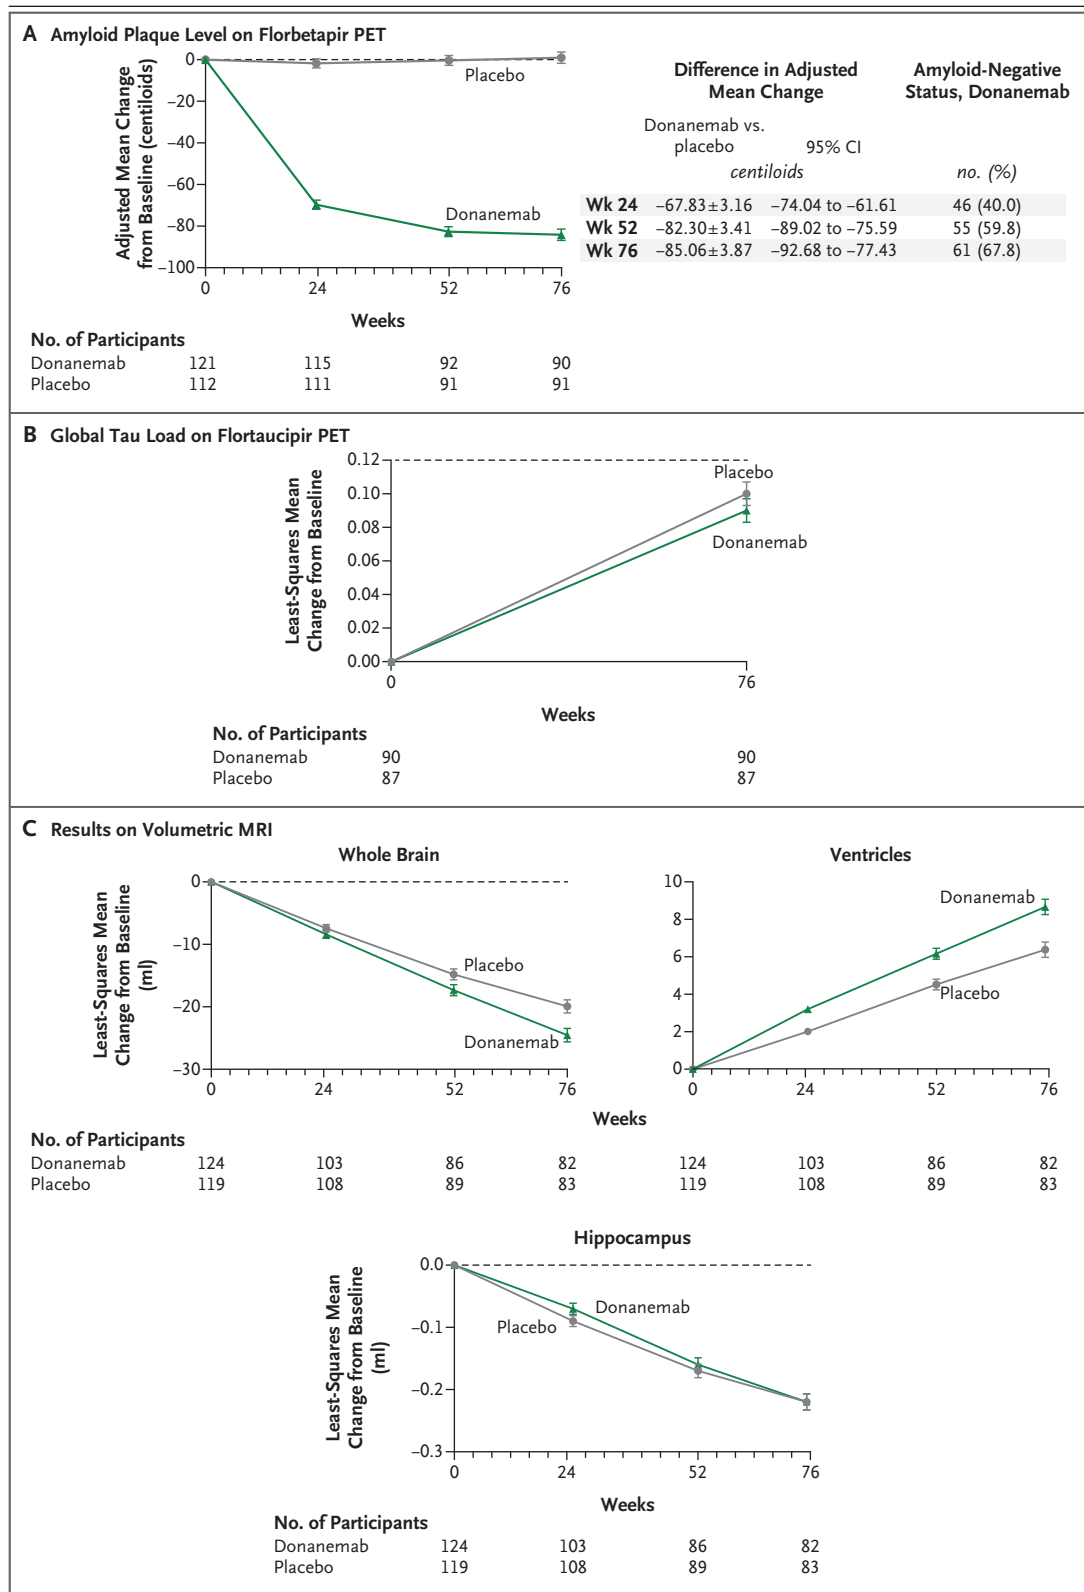 A Amyloid Plaque Level on Florbetapir PET
Adjusted Mean Change
from Baseline (centiloids)
0
−20
−40
−60
−80
−100
Placebo
Donanemab
0 24 52 76
Weeks
Difference in Adjusted
Mean Change
Amyloid-Negative
Status, Donanemab
Donanemab vs.
placebo
95% CI
centiloids no. (%)
Wk 24 −67.83±3.16 −74.04 to −61.61 46 (40.0)
Wk 52 −82.30±3.41 −89.02 to −75.59 55 (59.8)
Wk 76 −85.06±3.87 −92.68 to −77.43 61 (67.8)
No. of Participants
Donanemab 121 115 92 90
Placebo 112 111 91 91
B Global Tau Load on Flortaucipir PET
Least-Squares Mean
Change from Baseline
0.12
0.10
0.08
0.06
0.04
0.02
0.00
Placebo
Donanemab
0 76
Weeks
No. of Participants
Donanemab 90 90
Placebo 87 87
C Results on Volumetric MRI
Whole Brain
Least-Squares Mean
Change from Baseline
(ml)
0
−10
−20
−30
Placebo
Donanemab
0 24 52 76
Ventricles
10
8
6
4
2
0
Donanemab
Placebo
0 24 52 76
Weeks
No. of Participants
Donanemab 124 103 86 82 124 103 86 82
Placebo 119 108 89 83 119 108 89 83
Hippocampus
Least-Squares Mean
Change from Baseline
(ml)
0.0
−0.1
−0.2
−0.3
Donanemab
Placebo
0 24 52 76
Weeks
No. of Participants
Donanemab 124 103 86 82
Placebo 119 108 89 83